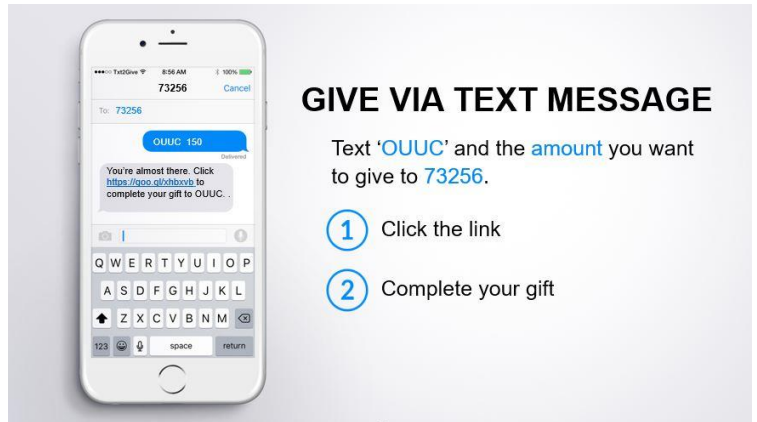 Txt2Give 8:56 AM 100%
73256 Cancel
To: 73256
OUUC 150
Delivered
You're almost there. Click
https://goo.gl/xhbxvb to
complete your gift to OUUC. .
Q W E R T Y U I O P
A S D F G H J K L
Z X C V B N M
123 space return
GIVE VIA TEXT MESSAGE
Text ‘OUUC’ and the amount you want
to give to 73256.
1 Click the link
2 Complete your gift